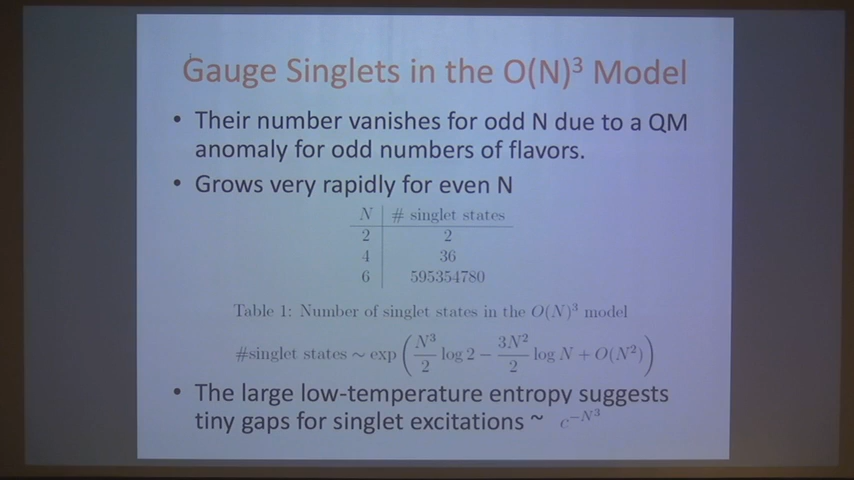 Gauge Singlets in the O(N)³ Model
• Their number vanishes for odd N due to a QM
anomaly for odd numbers of flavors.
• Grows very rapidly for even N
N | # singlet states
2 | 2
4 | 36
6 | 595354780
Table 1: Number of singlet states in the O(N)³ model
#singlet states ~ exp ( N³/2 log 2 − 3N²/2 log N + O(N²) )
• The large low-temperature entropy suggests
tiny gaps for singlet excitations ~ c^{−N³}